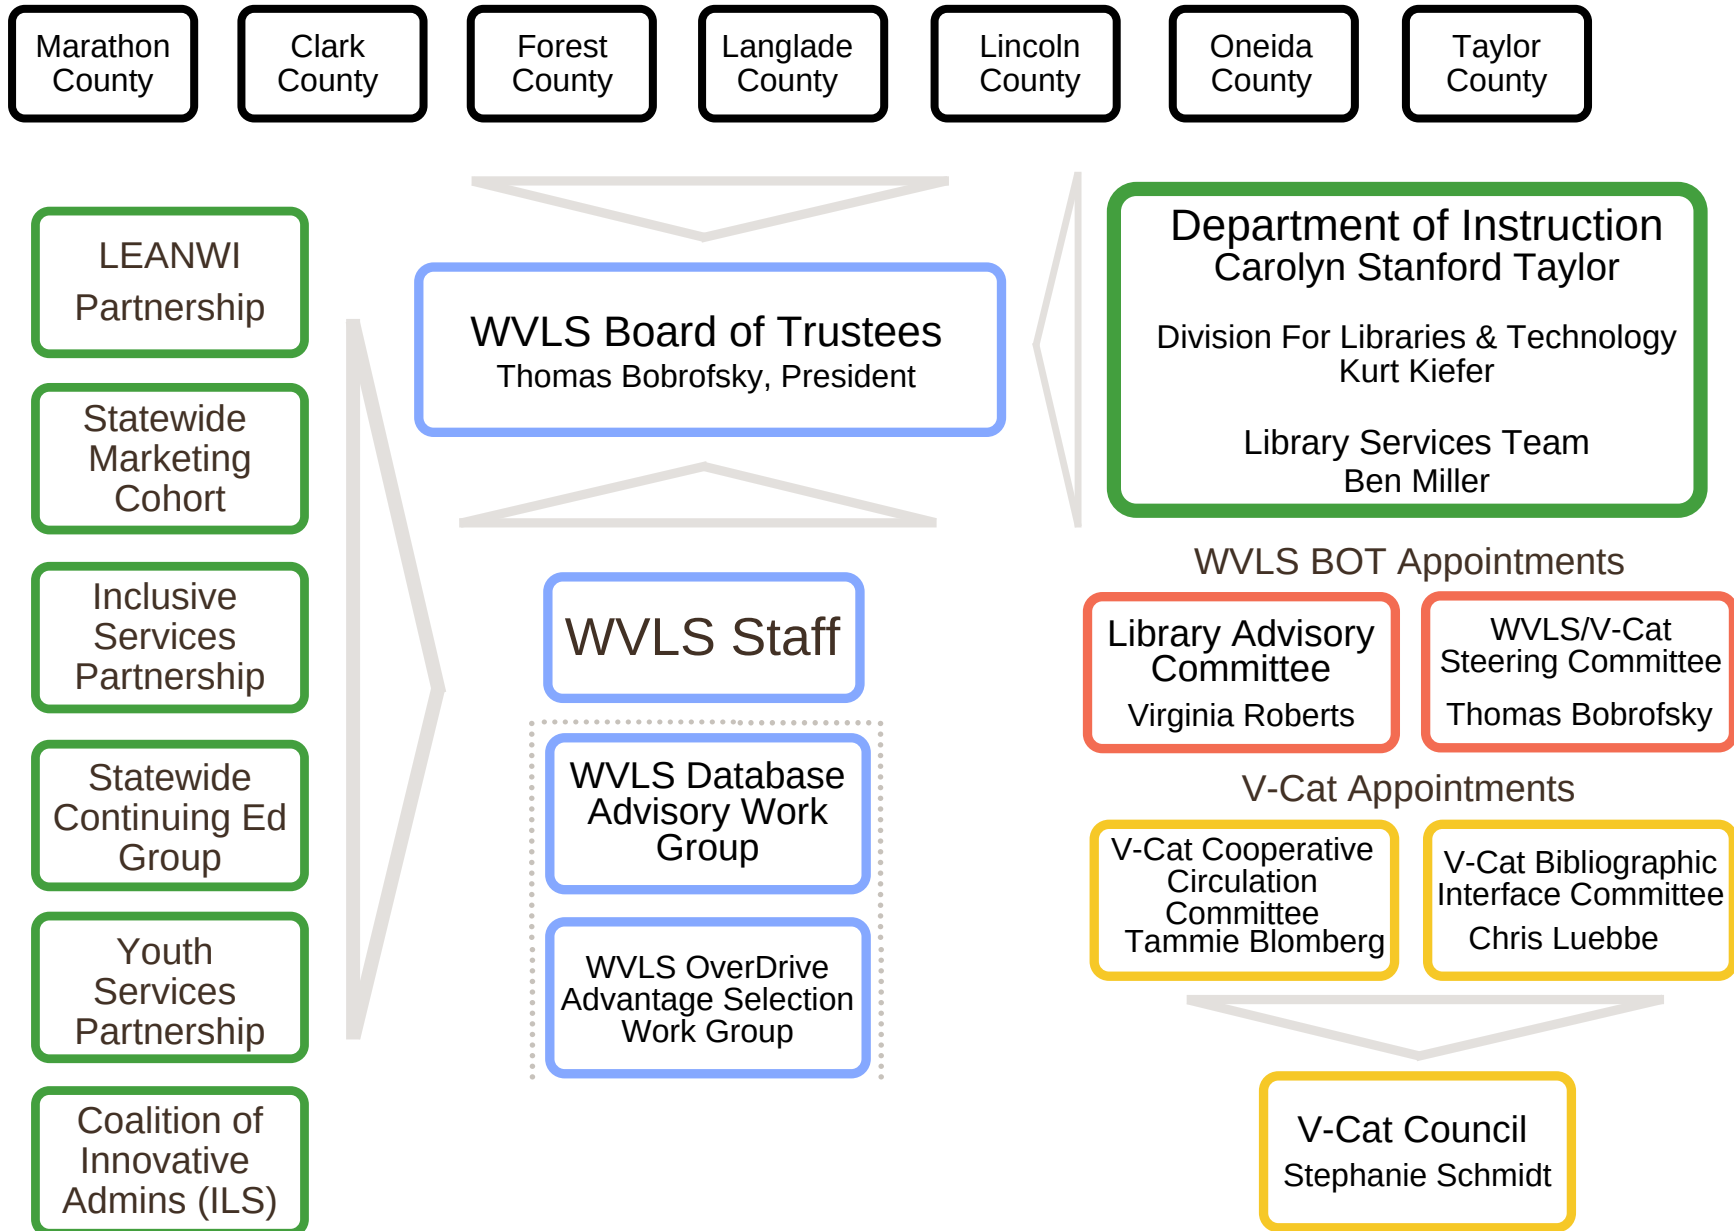 Marathon
County
Clark
County
Forest
County
Langlade
County
Lincoln
County
Oneida
County
Taylor
County
LEANWI
Partnership
Statewide
Marketing
Cohort
Inclusive
Services
Partnership
Statewide
Continuing Ed
Group
Youth
Services
Partnership
Coalition of
Innovative
Admins (ILS)
WVLS Board of Trustees
Thomas Bobrofsky, President
WVLS Staff
WVLS Database
Advisory Work
Group
WVLS OverDrive
Advantage Selection
Work Group
Department of Instruction
Carolyn Stanford Taylor
Division For Libraries & Technology
Kurt Kiefer
Library Services Team
Ben Miller
WVLS BOT Appointments
Library Advisory
Committee
Virginia Roberts
WVLS/V-Cat
Steering Committee
Thomas Bobrofsky
V-Cat Appointments
V-Cat Cooperative
Circulation
Committee
Tammie Blomberg
V-Cat Bibliographic
Interface Committee
Chris Luebbe
V-Cat Council
Stephanie Schmidt